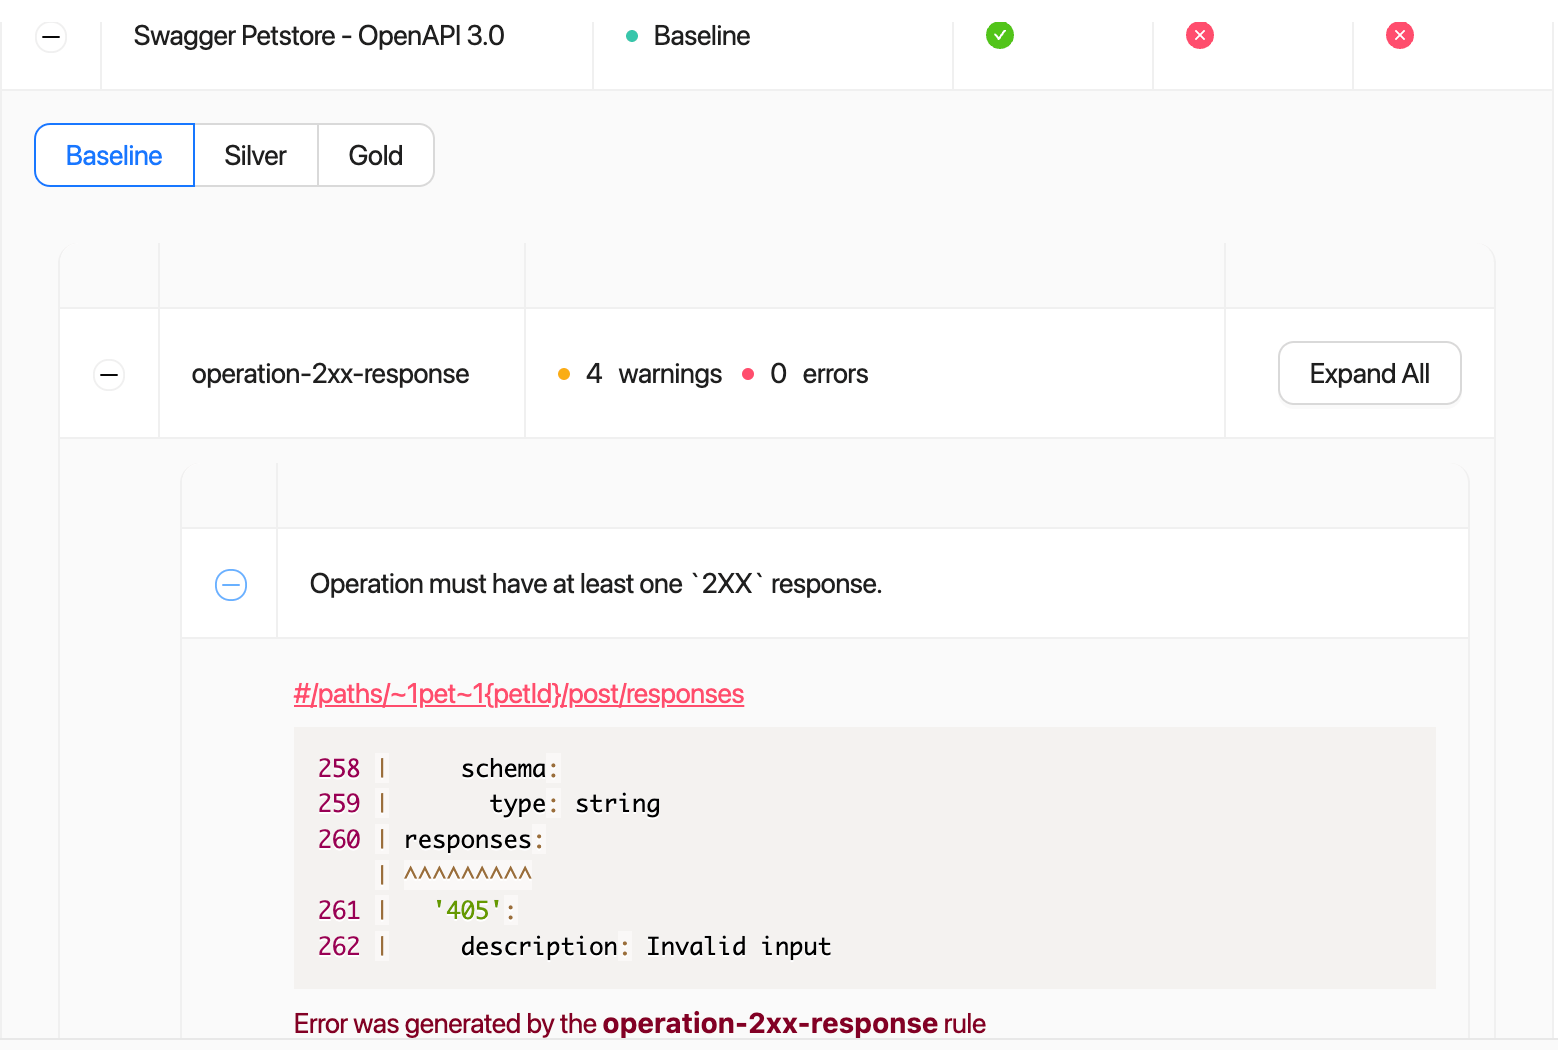 Swagger Petstore - OpenAPI 3.0 Baseline
Baseline Silver Gold
operation-2xx-response 4 warnings 0 errors Expand All
Operation must have at least one `2XX` response.
#/paths/~1pet~1{petId}/post/responses
258 |     schema:
259 |       type: string
260 | responses:
    | ^^^^^^^^^
261 |   '405':
262 |     description: Invalid input
Error was generated by the operation-2xx-response rule